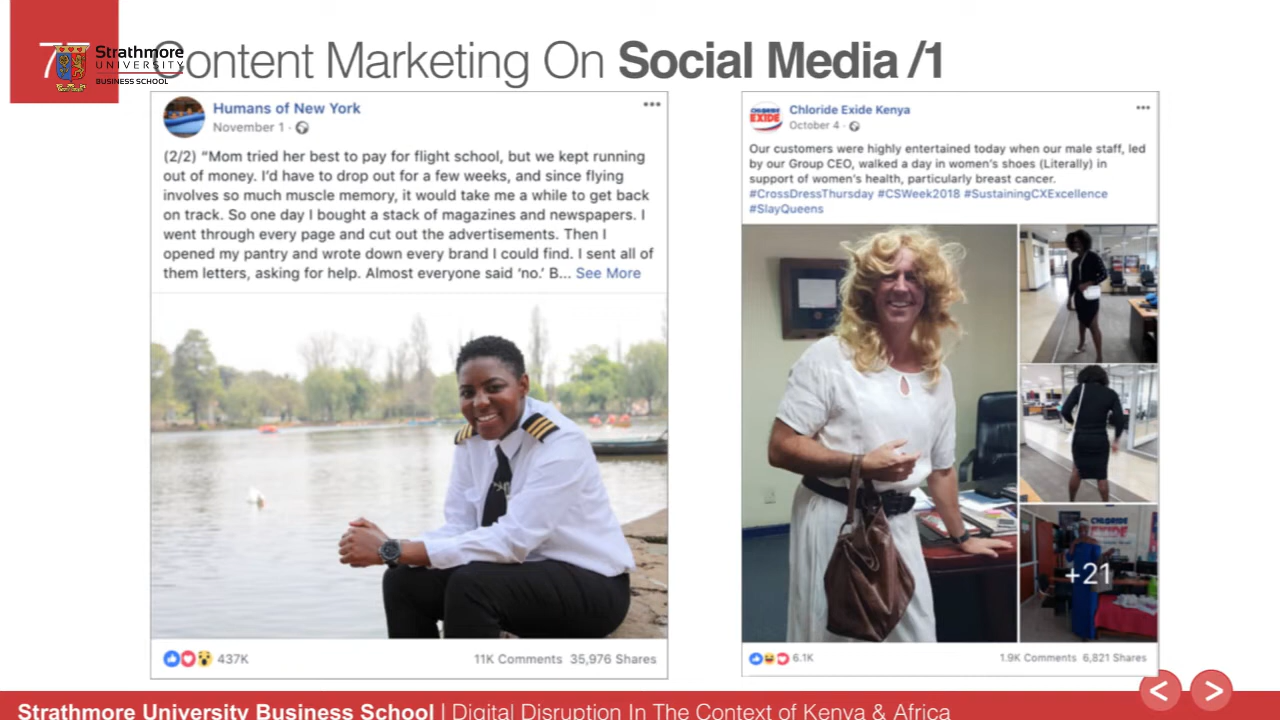 Strathmore
UNIVERSITY
BUSINESS SCHOOL
Content Marketing On Social Media /1
Humans of New York
November 1 ·
(2/2) “Mom tried her best to pay for flight school, but we kept running
out of money. I’d have to drop out for a few weeks, and since flying
involves so much muscle memory, it would take me a while to get back
on track. So one day I bought a stack of magazines and newspapers. I
went through every page and cut out the advertisements. Then I
opened my pantry and wrote down every brand I could find. I sent all of
them letters, asking for help. Almost everyone said ‘no.’ B... See More
437K 11K Comments 35,976 Shares
CHLORIDE
EXIDE
Chloride Exide Kenya
October 4 ·
Our customers were highly entertained today when our male staff, led
by our Group CEO, walked a day in women’s shoes (Literally) in
support of women’s health, particularly breast cancer.
#CrossDressThursday #CSWeek2018 #SustainingCXExcellence
#SlayQueens
CHLORIDE
EXIDE
+21
6.1K 1.9K Comments 6,821 Shares
< >
Strathmore University Business School | Digital Disruption In The Context of Kenya & Africa